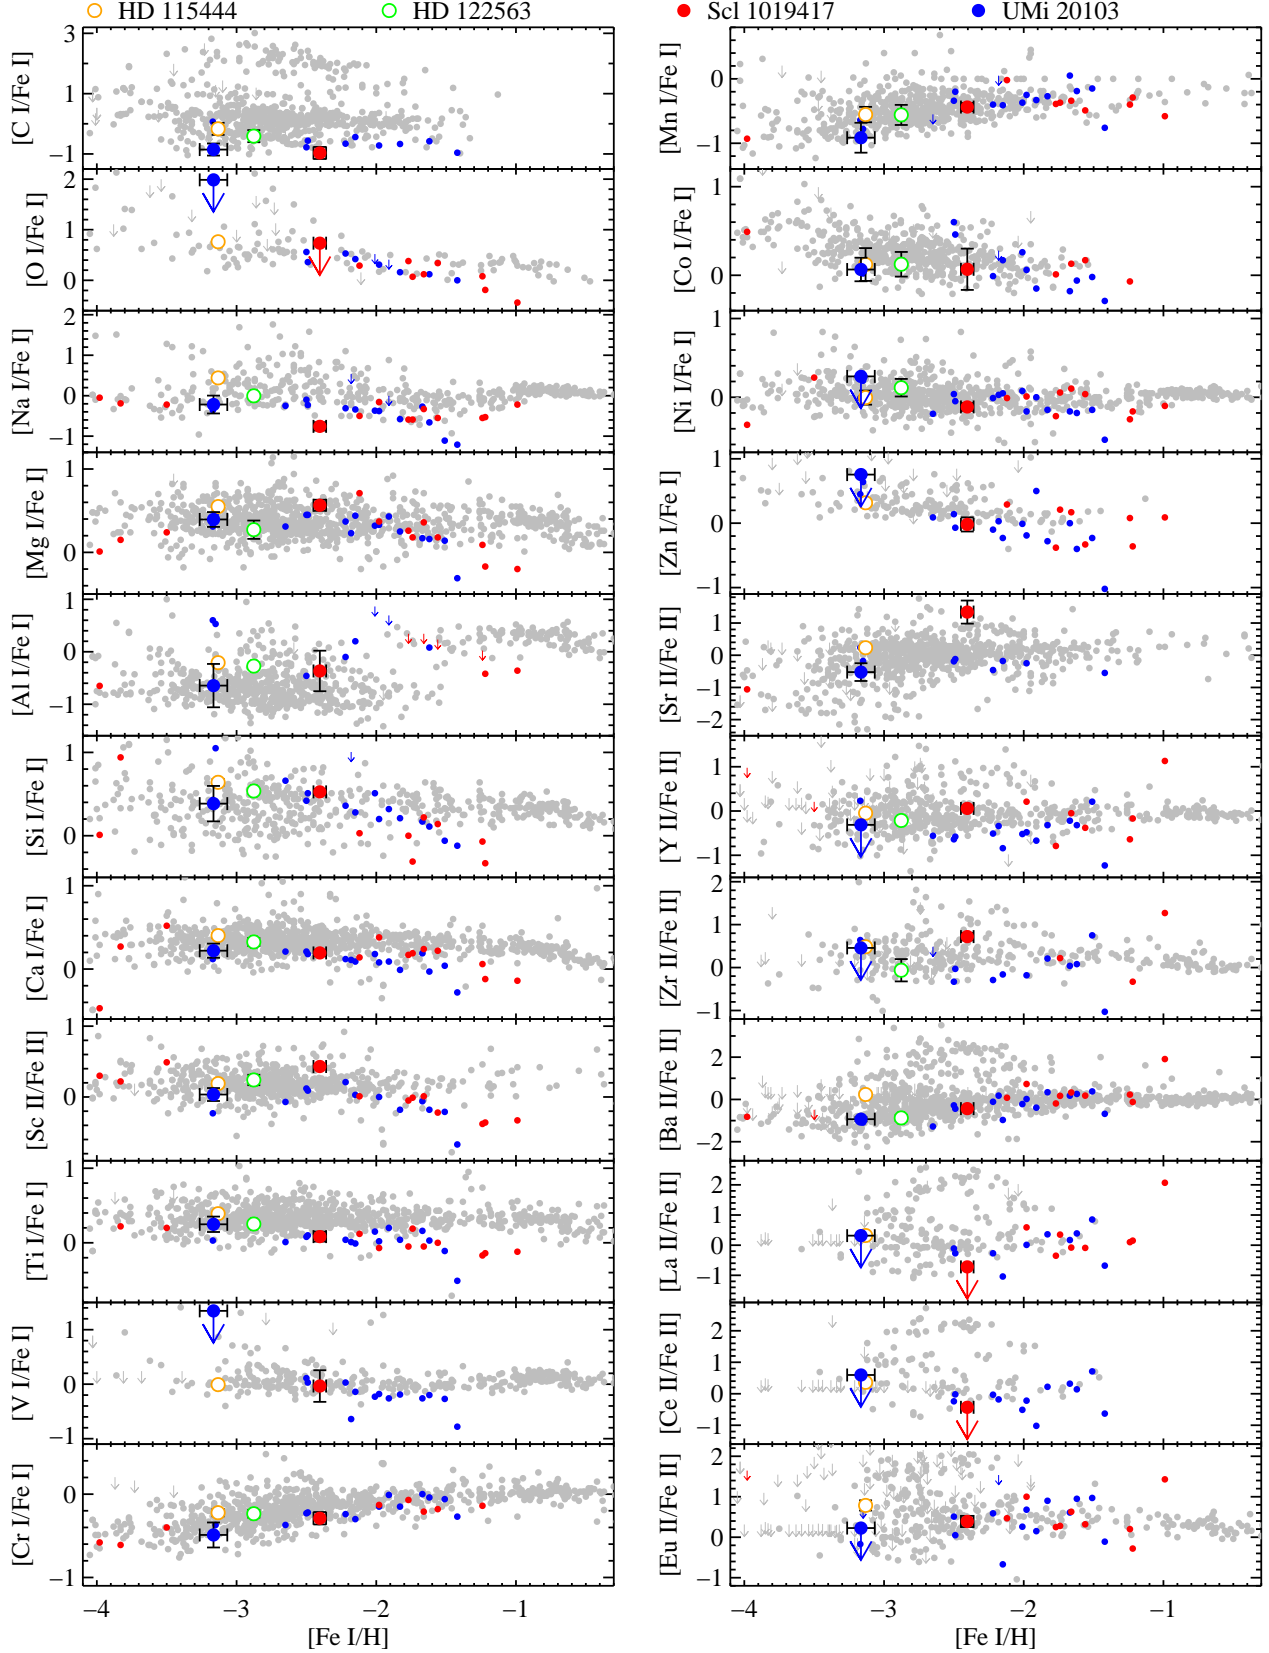 HD 115444 HD 122563 Scl 1019417 UMi 20103
[C I/Fe I] 3 1 −1
[O I/Fe I] 2 1 0
[Na I/Fe I] 2 1 0 −1
[Mg I/Fe I] 1 0
[Al I/Fe I] 1 0 −1
[Si I/Fe I] 1 0
[Ca I/Fe I] 1 0
[Sc II/Fe II] 1 0
[Ti I/Fe I] 1 0
[V I/Fe I] 1 0 −1
[Cr I/Fe I] 0 −1
−4 −3 −2 −1
[Fe I/H]
[Mn I/Fe I] 0 −1
[Co I/Fe I] 1 0
[Ni I/Fe I] 1 0
[Zn I/Fe I] 1 0 −1
[Sr II/Fe II] 1 0 −1 −2
[Y II/Fe II] 1 0 −1
[Zr II/Fe II] 2 1 0 −1
[Ba II/Fe II] 2 0 −2
[La II/Fe II] 2 1 0 −1
[Ce II/Fe II] 2 1 0 −1
[Eu II/Fe II] 2 1 0 −1
−4 −3 −2 −1
[Fe I/H]